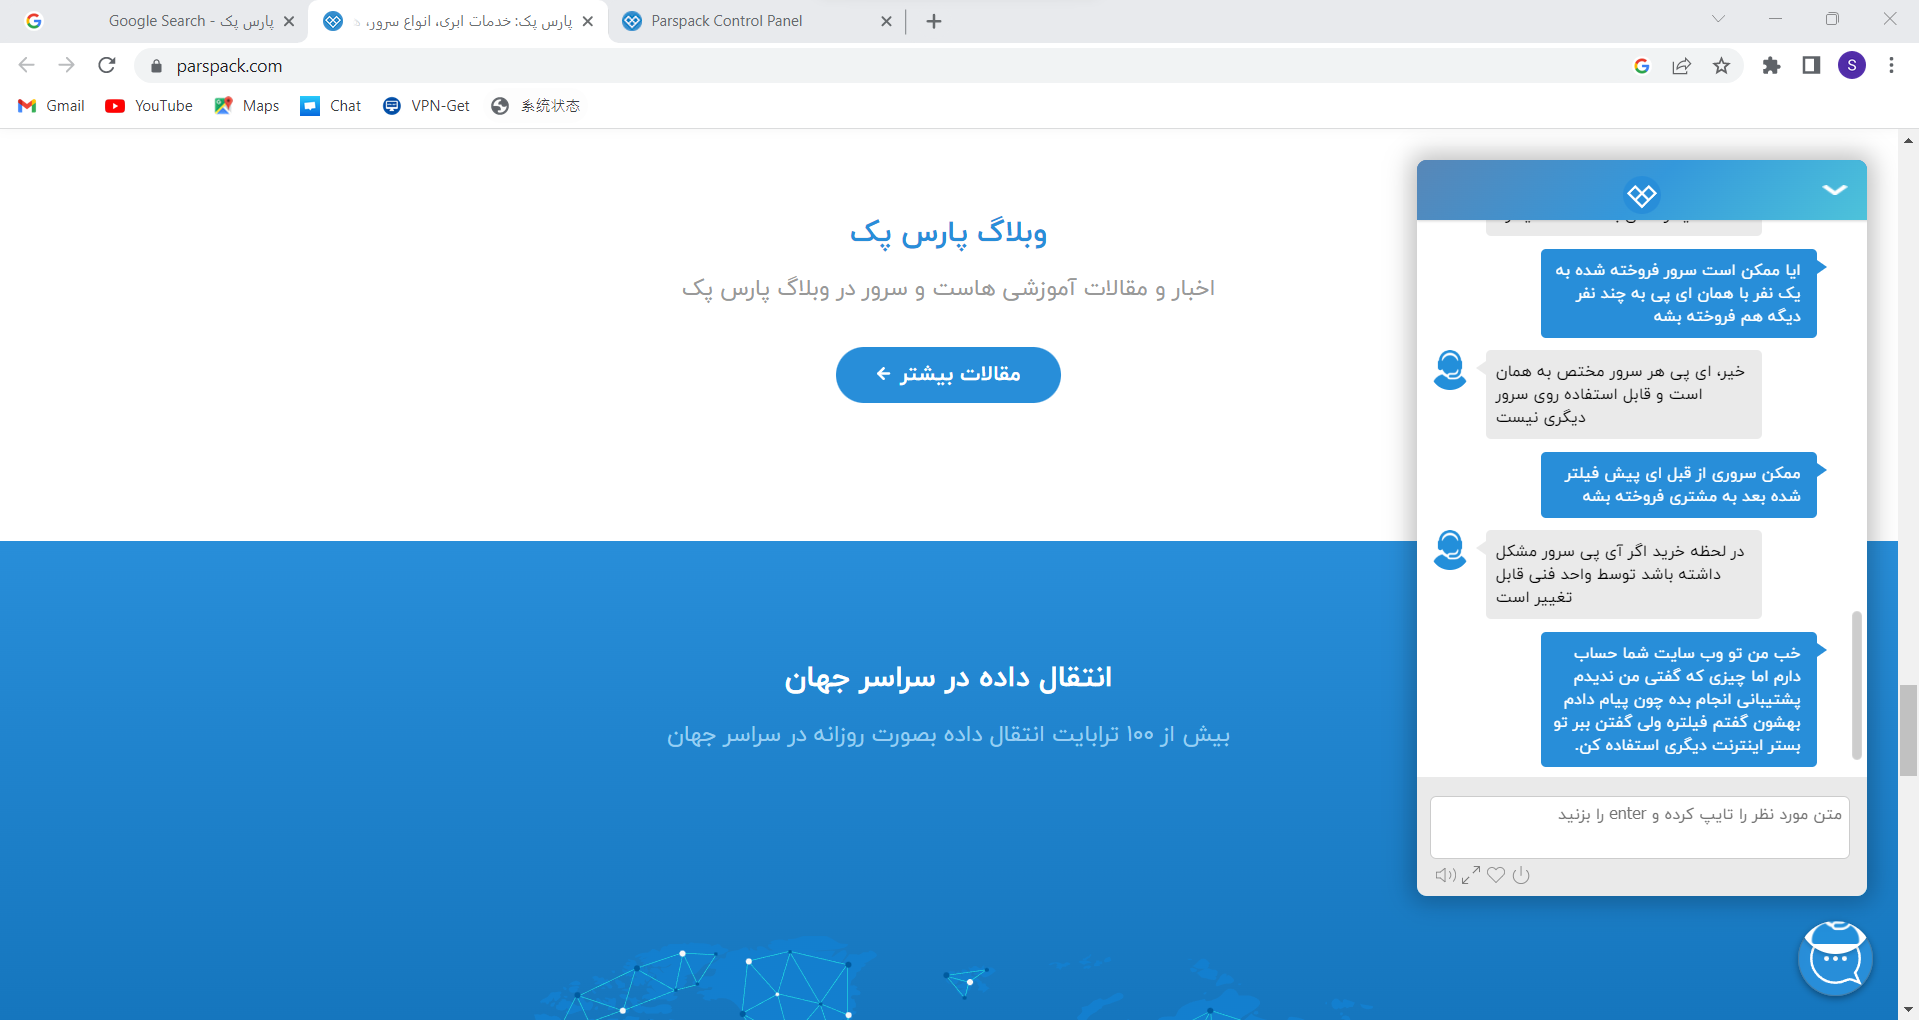 Google Search - پارس پک
پارس پک: خدمات ابری، انواع سرور،
Parspack Control Panel
parspack.com
S
Gmail
YouTube
Maps
Chat
VPN-Get
系统状态
وبلاگ پارس پک
اخبار و مقالات آموزشی هاست و سرور در وبلاگ پارس پک
مقالات بیشتر
انتقال داده در سراسر جهان
بیش از ۱۰۰ ترابایت انتقال داده بصورت روزانه در سراسر جهان
ایا ممکن است سرور فروخته شده به
یک نفر با همان ای پی به چند نفر
دیگه هم فروخته بشه
خیر، ای پی هر سرور مختص به همان
است و قابل استفاده روی سرور
دیگری نیست
ممکن سروری از قبل ای پیش فیلتر
شده بعد به مشتری فروخته بشه
در لحظه خرید اگر آی پی سرور مشکل
داشته باشد توسط واحد فنی قابل
تغییر است
خب من تو وب سایت شما حساب
دارم اما چیزی که گفتی من ندیدم
پشتیبانی انجام بده چون پیام دادم
بهشون گفتم فیلتره ولی گفتن ببر تو
بستر اینترنت دیگری استفاده کن.
متن مورد نظر را تایپ کرده و enter را بزنید